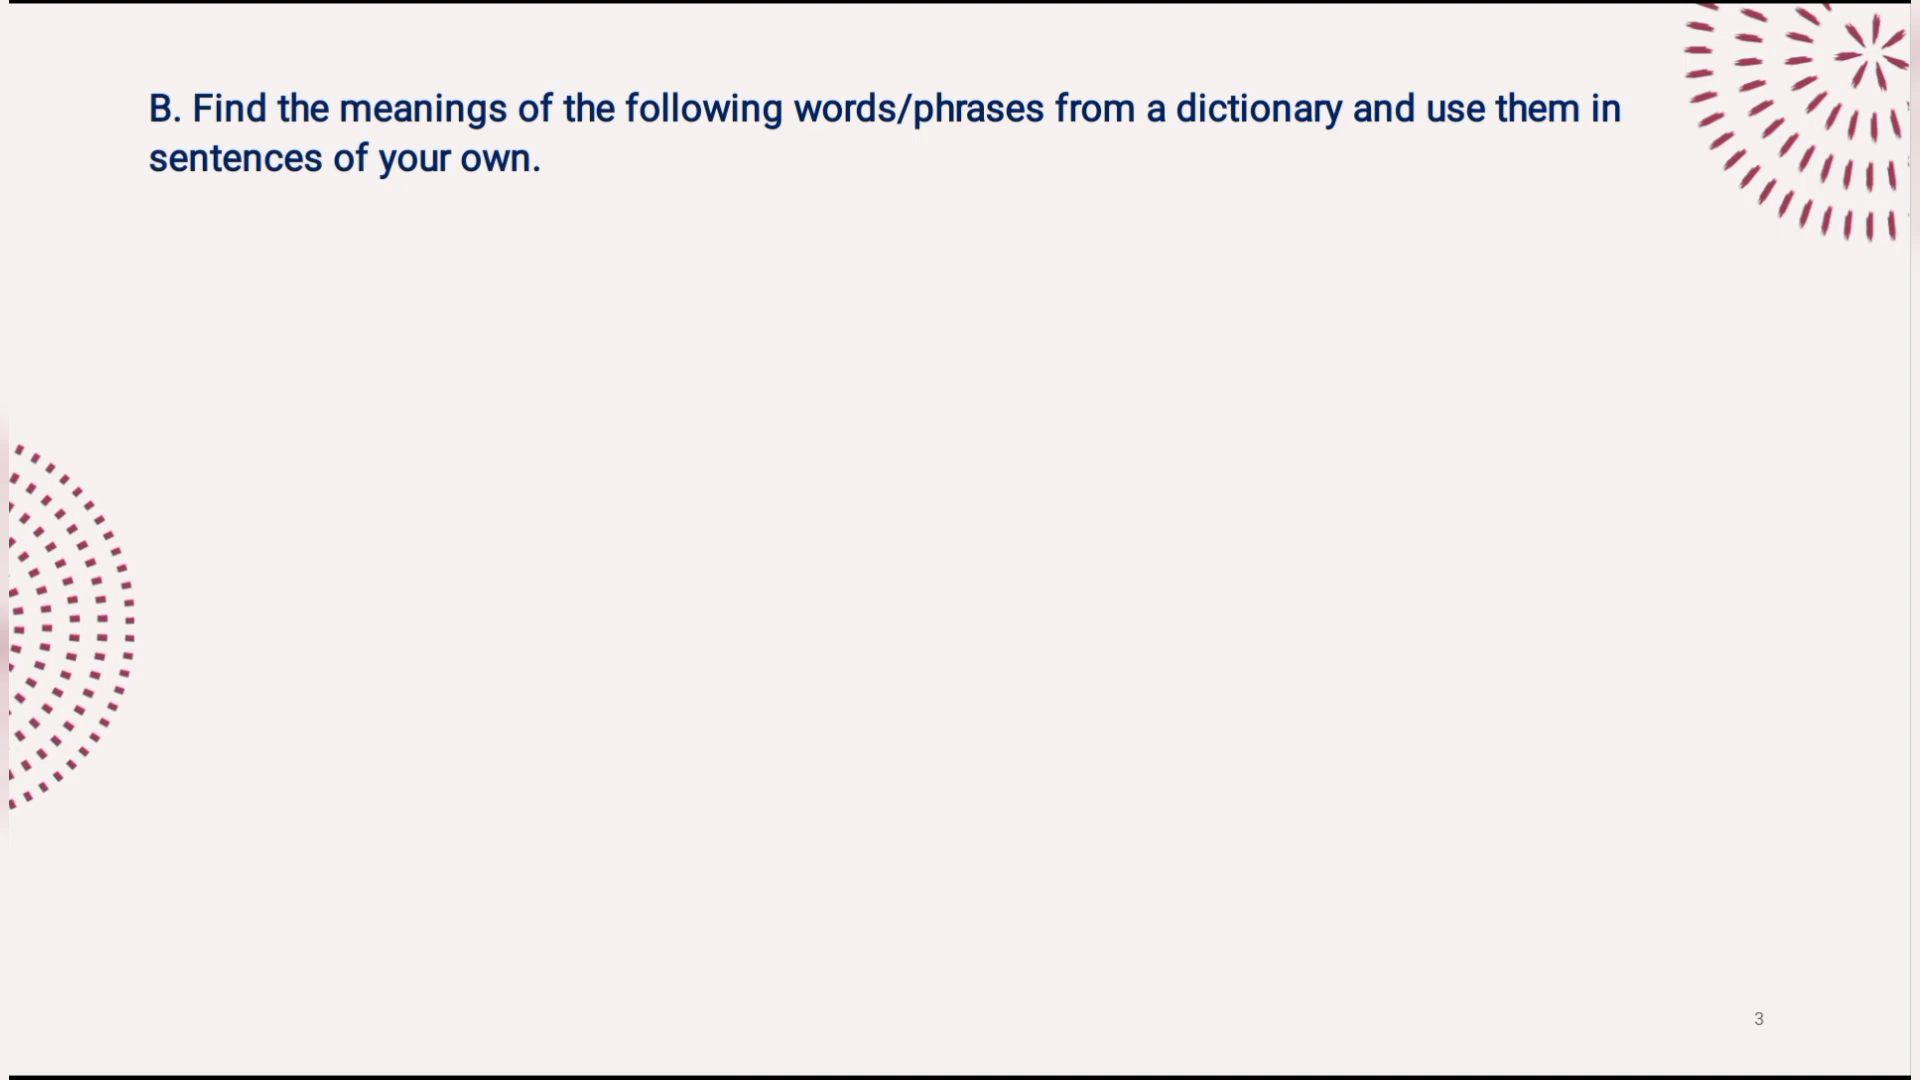 B. Find the meanings of the following words/phrases from a dictionary and use them in
sentences of your own.
3